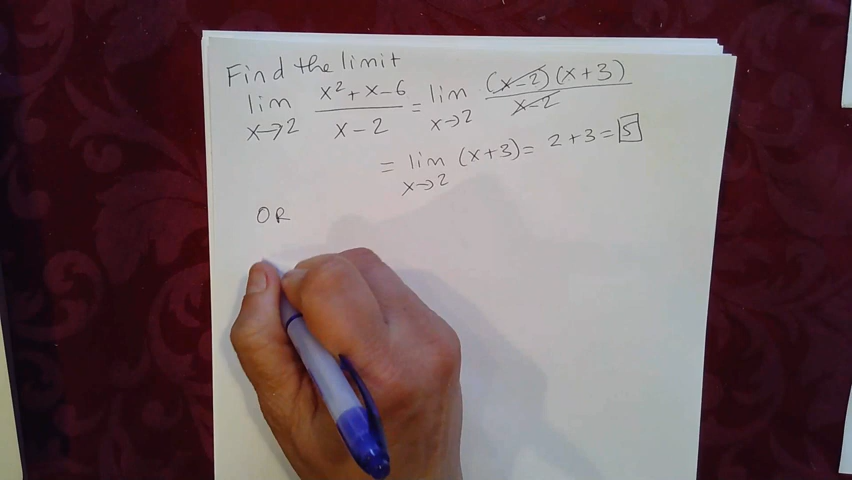 Find the limit
lim x→2 (x² + x - 6)/(x - 2) = lim x→2 ((x-2)(x+3))/(x-2)
= lim x→2 (x+3) = 2+3 = 5
OR